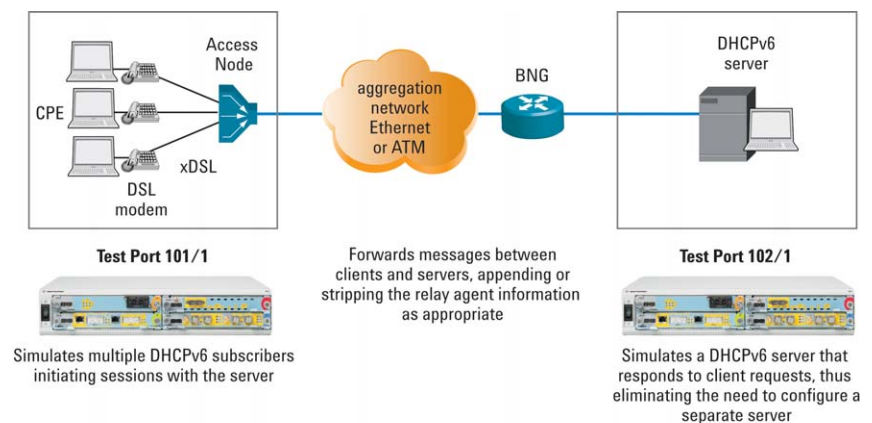 Access
Node
CPE
xDSL
DSL
modem
aggregation
network
Ethernet
or ATM
BNG
DHCPv6
server
Test Port 101/1
Simulates multiple DHCPv6 subscribers
initiating sessions with the server
Forwards messages between
clients and servers, appending or
stripping the relay agent information
as appropriate
Test Port 102/1
Simulates a DHCPv6 server that
responds to client requests, thus
eliminating the need to configure a
separate server